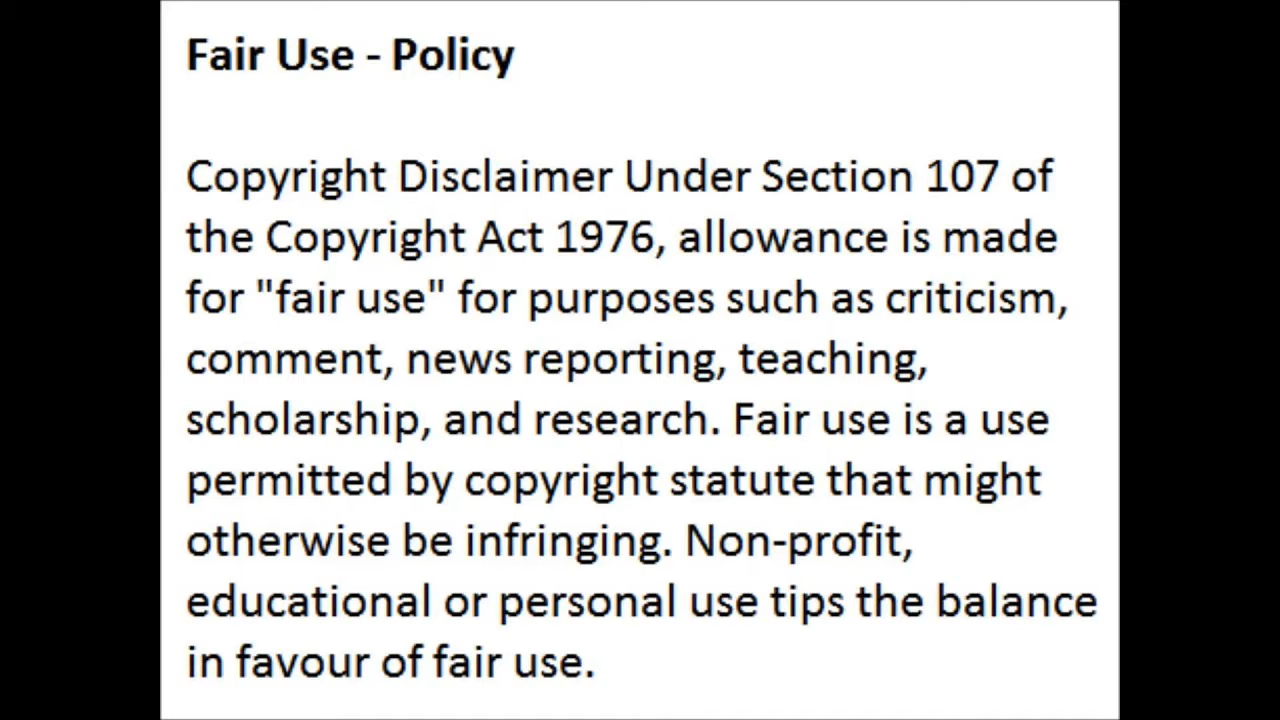 Fair Use - Policy
Copyright Disclaimer Under Section 107 of
the Copyright Act 1976, allowance is made
for "fair use" for purposes such as criticism,
comment, news reporting, teaching,
scholarship, and research. Fair use is a use
permitted by copyright statute that might
otherwise be infringing. Non-profit,
educational or personal use tips the balance
in favour of fair use.